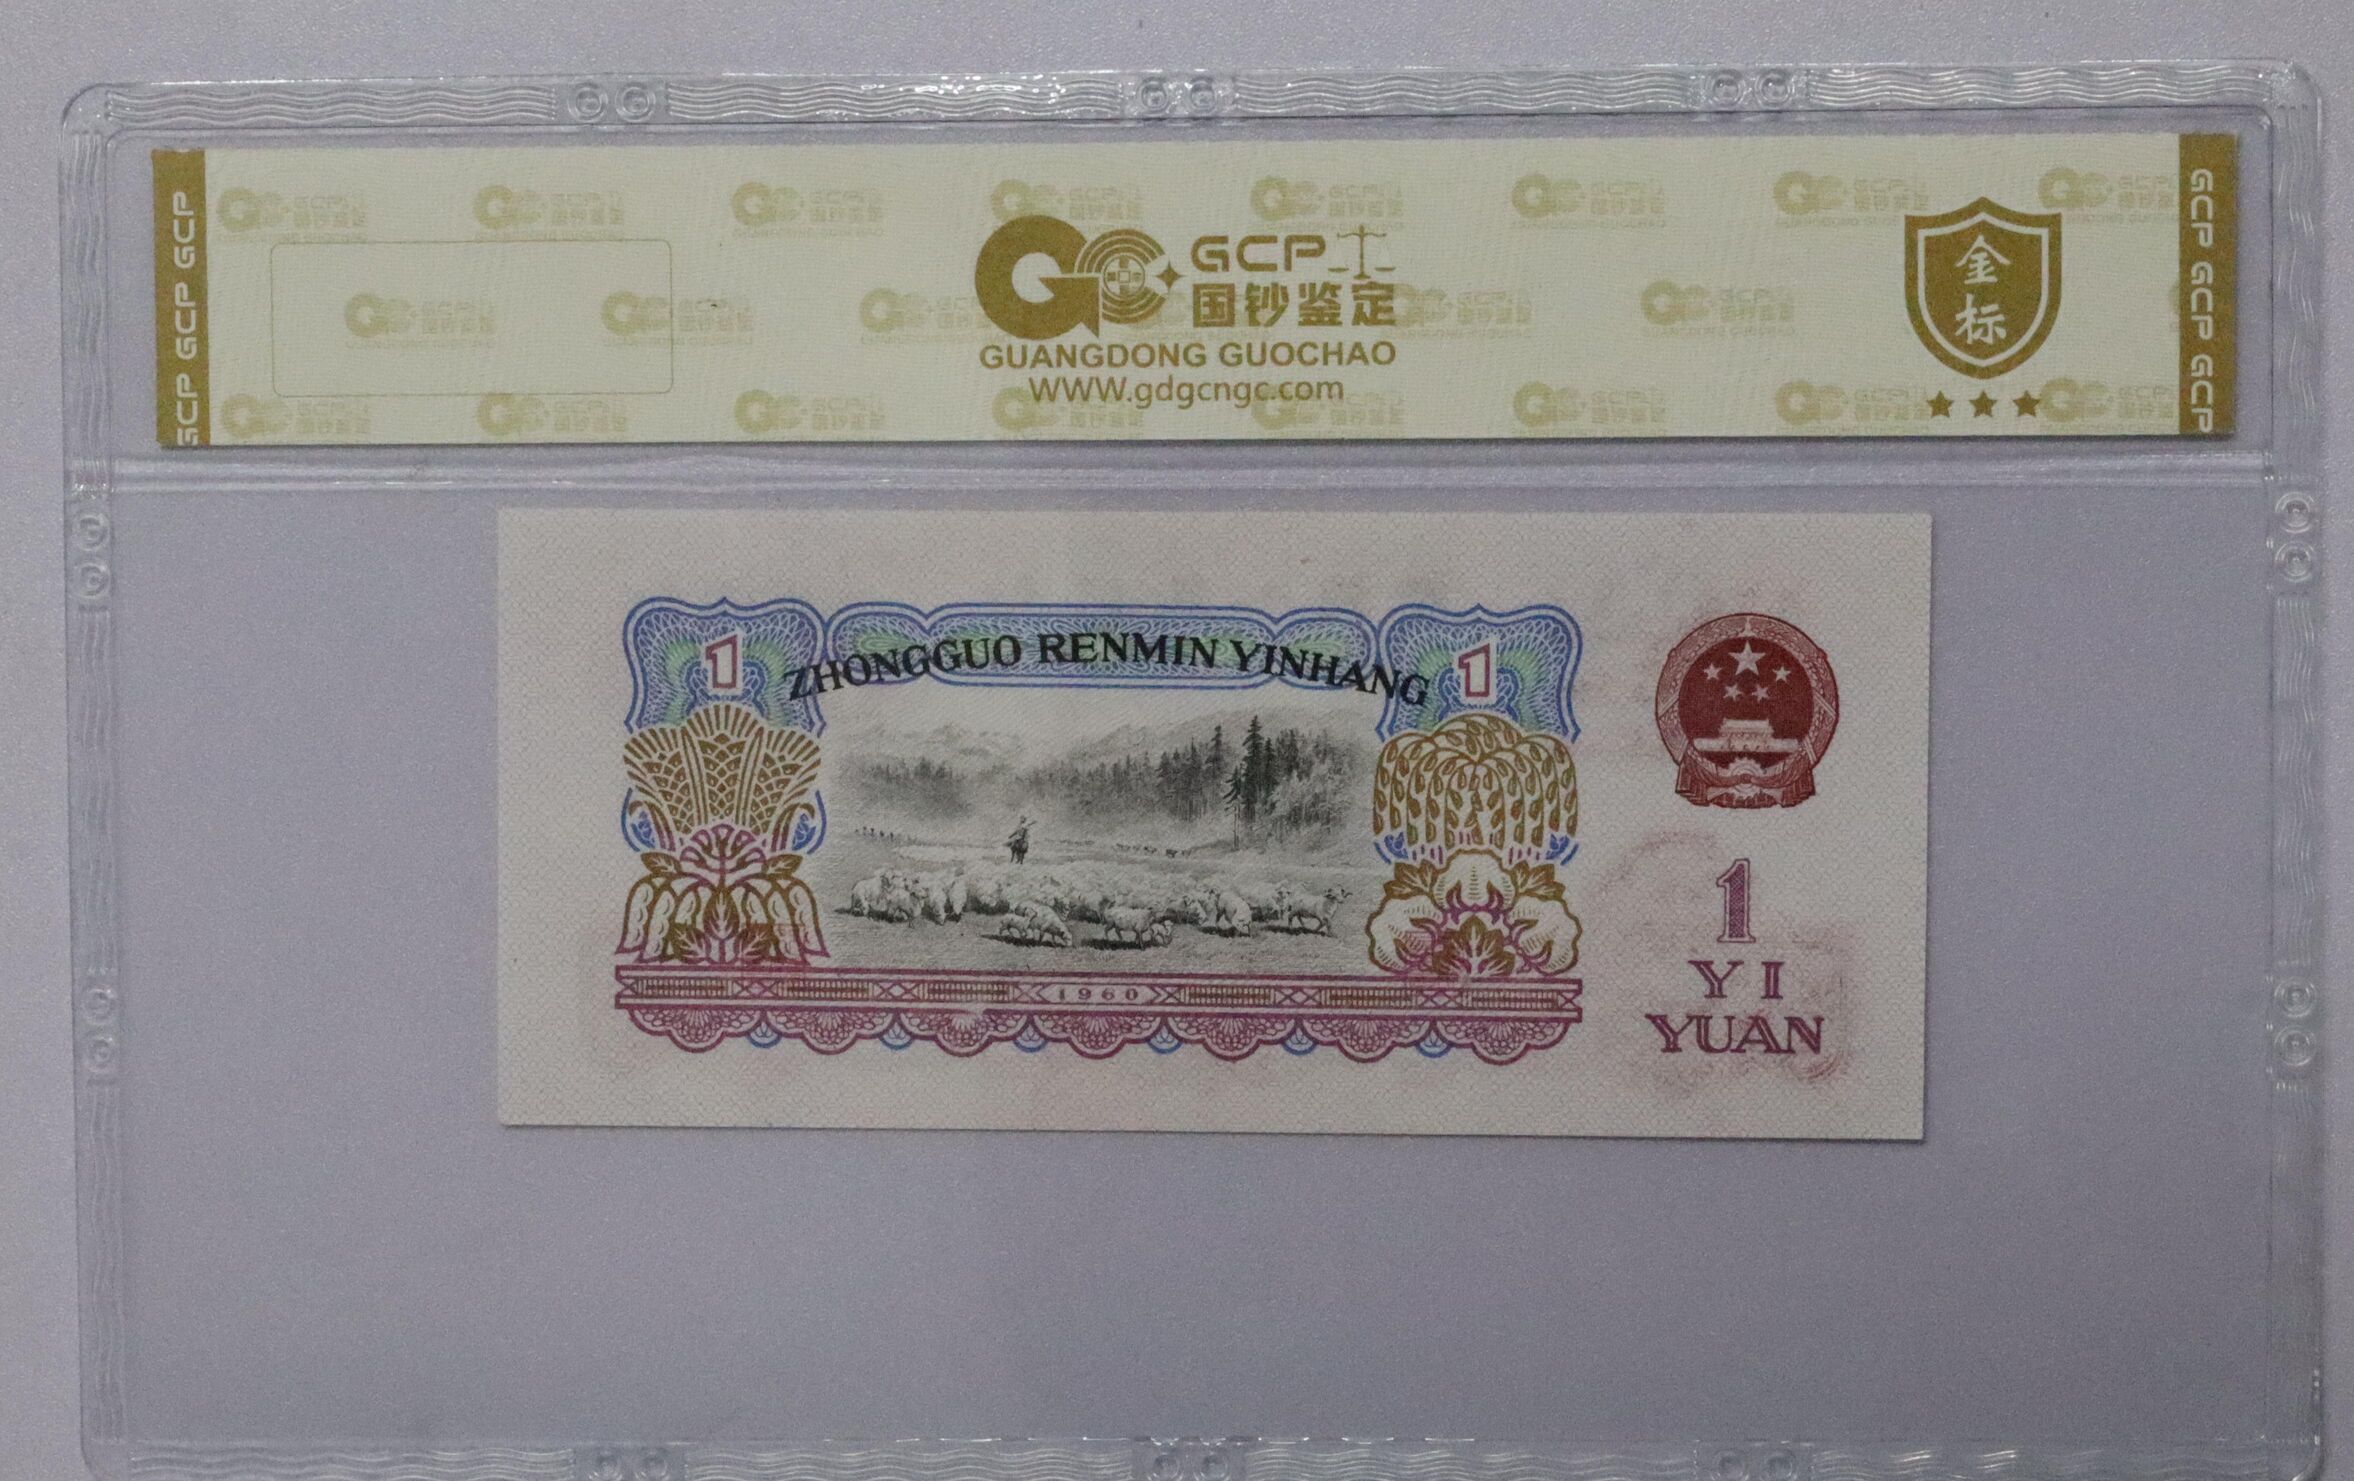 GCP GCP GCP
GCP
国钞鉴定
GUANGDONG GUOCHAO
WWW.gdgcngc.com
金
标
GCP GCP GCP
1
ZHONGGUO RENMIN YINHANG
1
1960
1
YI
YUAN